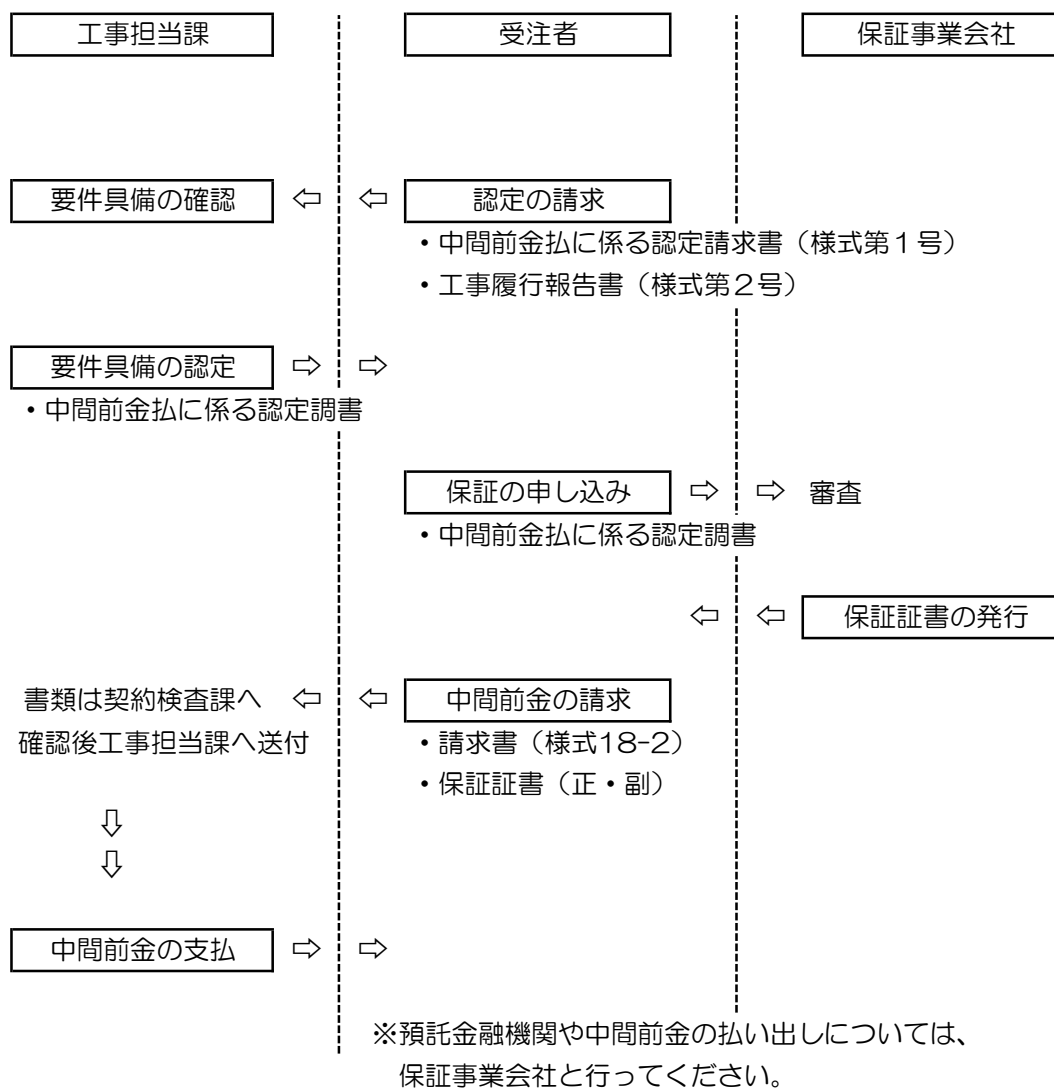 工事担当課
受注者
保証事業会社
要件具備の確認 ⇦ ⇦ 認定の請求
・中間前金払に係る認定請求書（様式第１号）
・工事履行報告書（様式第２号）
要件具備の認定 ⇨ ⇨
・中間前金払に係る認定調書
保証の申し込み ⇨ ⇨ 審査
・中間前金払に係る認定調書
⇦ ⇦ 保証証書の発行
書類は契約検査課へ ⇦ ⇦ 中間前金の請求
確認後工事担当課へ送付
・請求書（様式18-2）
・保証証書（正・副）
⇩
⇩
中間前金の支払 ⇨ ⇨
※預託金融機関や中間前金の払い出しについては、
保証事業会社と行ってください。